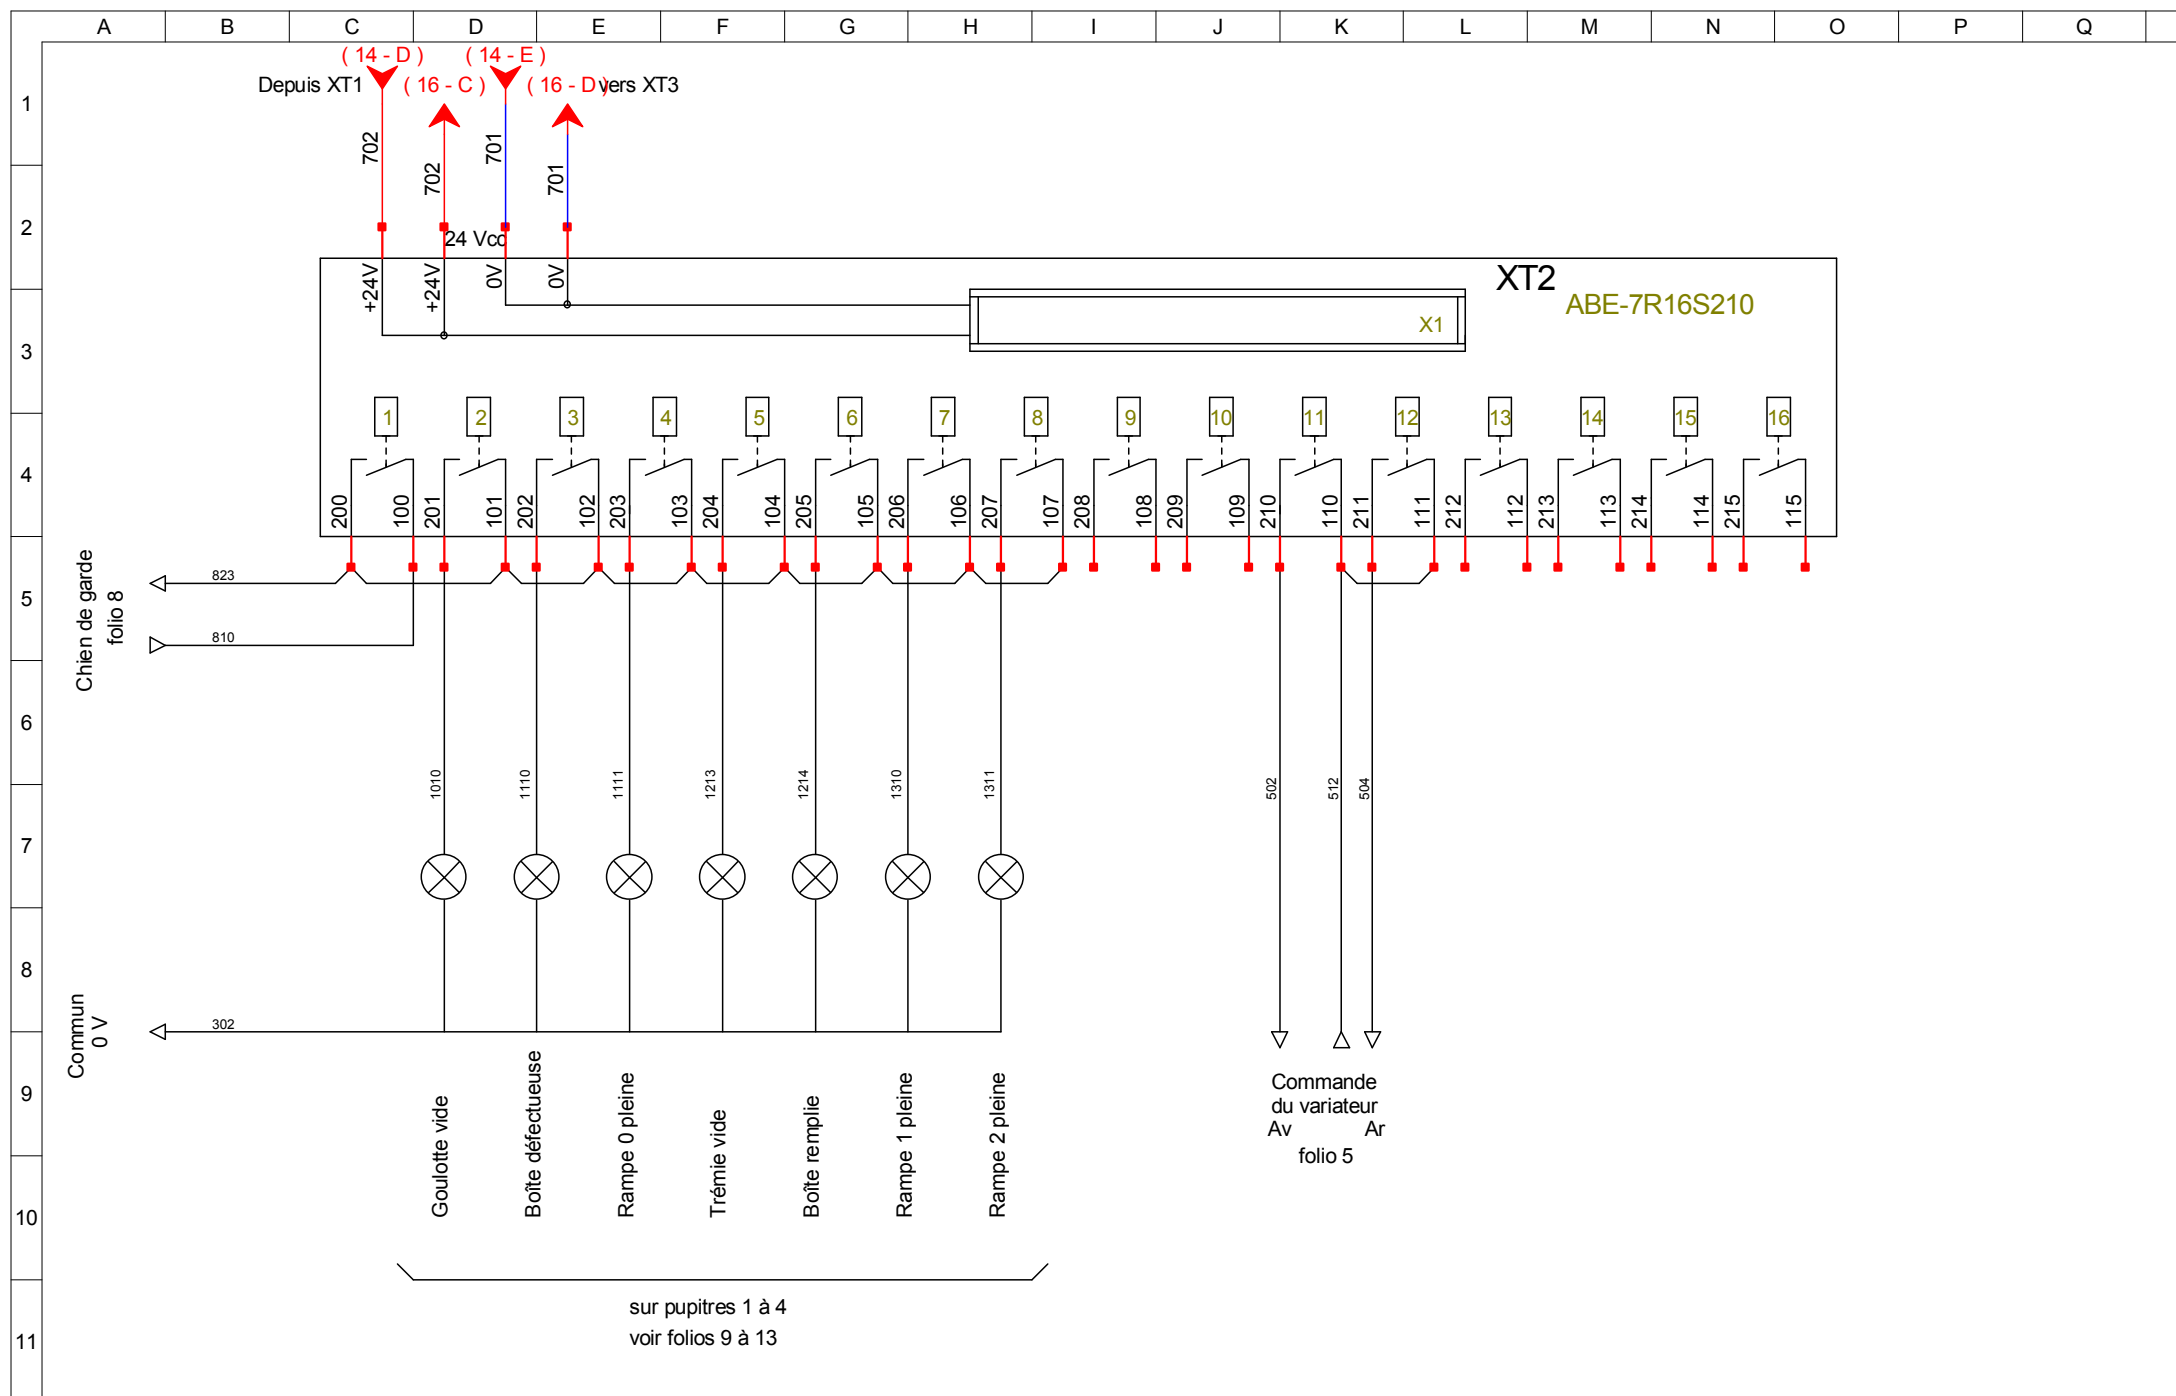 A B C D E F G H I J K L M N O P Q
( 14 - D ) ( 14 - E )
Depuis XT1 ( 16 - C ) ( 16 - D ) vers XT3
1
702 702 701 701
2
24 Vcc
+24V +24V 0V 0V
XT2
ABE-7R16S210
X1
3
1 2 3 4 5 6 7 8 9 10 11 12 13 14 15 16
4
200 100 201 101 202 102 203 103 204 104 205 105 206 106 207 107 208 108 209 109 210 110 211 111 212 112 213 113 214 114 215 115
Chien de garde
folio 8
823
5
810
6
1010 1110 1111 1213 1214 1310 1311 502 512 504
7
8
Commun
0 V
302
9
Goulotte vide
Boîte défectueuse
Rampe 0 pleine
Trémie vide
Boîte remplie
Rampe 1 pleine
Rampe 2 pleine
Commande
du variateur
Av Ar
folio 5
10
sur pupitres 1 à 4
voir folios 9 à 13
11